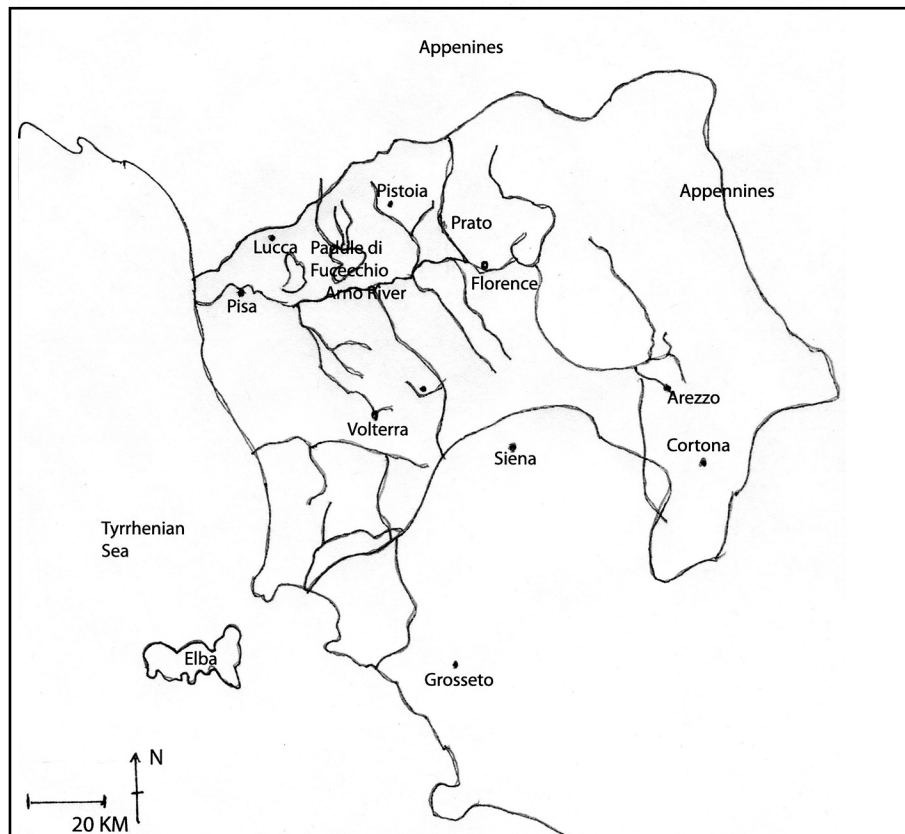 Appenines
Appennines
Pistoia
Prato
Lucca
Padule di
Fucecchio
Arno River
Florence
Pisa
Arezzo
Volterra
Siena
Cortona
Tyrrhenian
Sea
Elba
Grosseto
N
20 KM